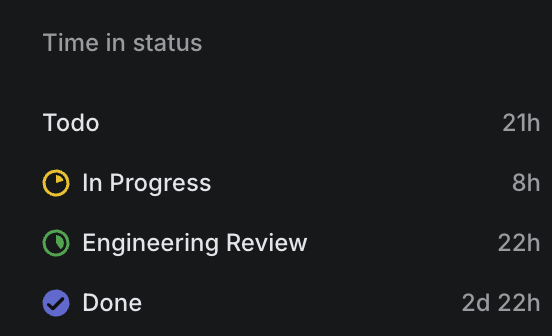 Time in status
Todo 21h
In Progress 8h
Engineering Review 22h
Done 2d 22h